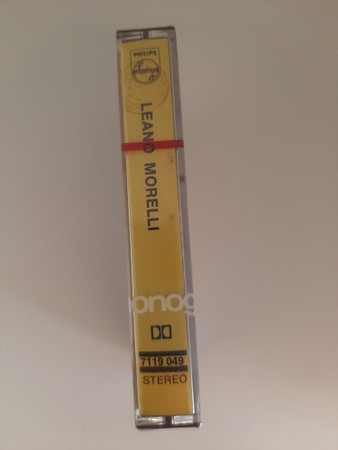 PHILIPS
LEANO MORELLI
onog
7119 049
STEREO